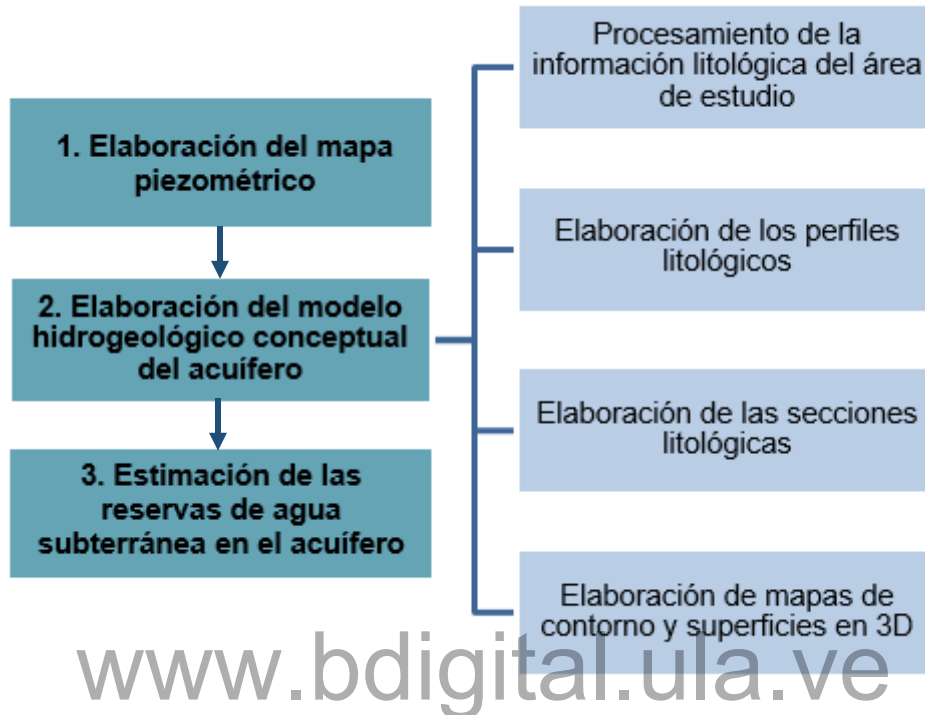 1. Elaboración del mapa
piezométrico
2. Elaboración del modelo
hidrogeológico conceptual
del acuífero
3. Estimación de las
reservas de agua
subterránea en el acuífero
Procesamiento de la
información litológica del área
de estudio
Elaboración de los perfiles
litológicos
Elaboración de las secciones
litológicas
Elaboración de mapas de
contorno y superficies en 3D
www.bdigital.ula.ve